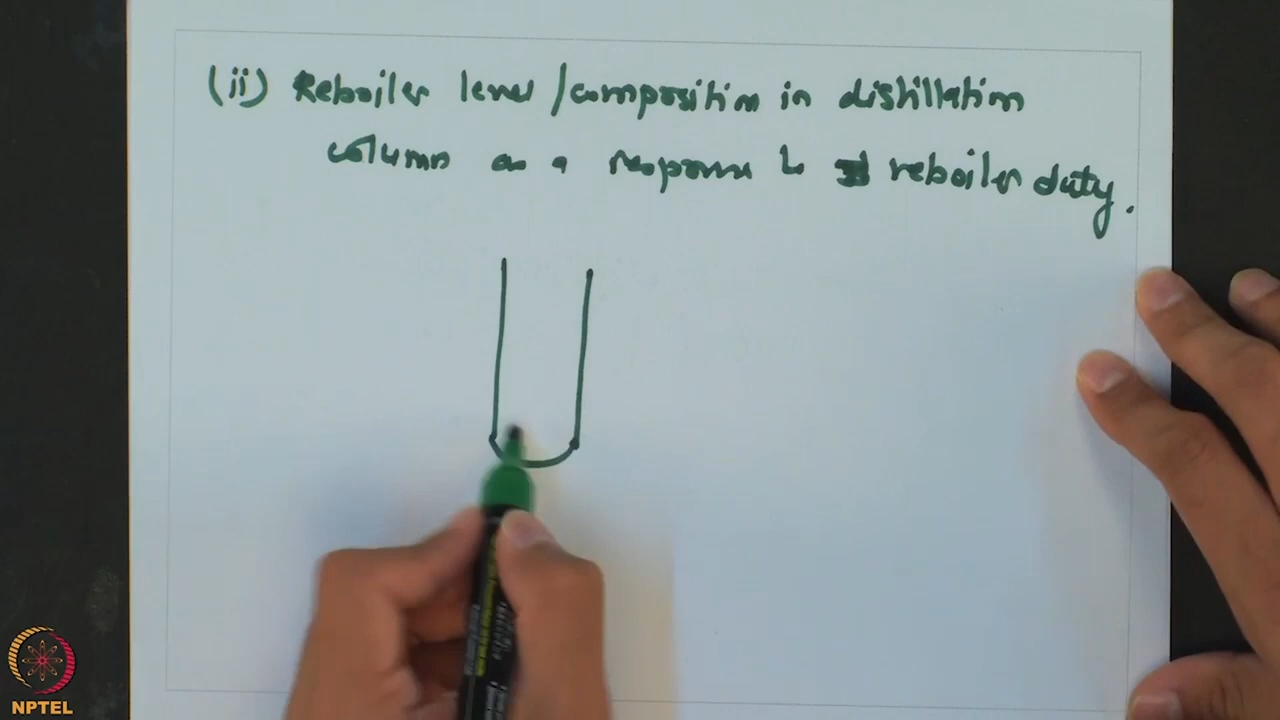 (ii) Reboiler level/composition in distillation
column as a response to reboiler duty.
NPTEL